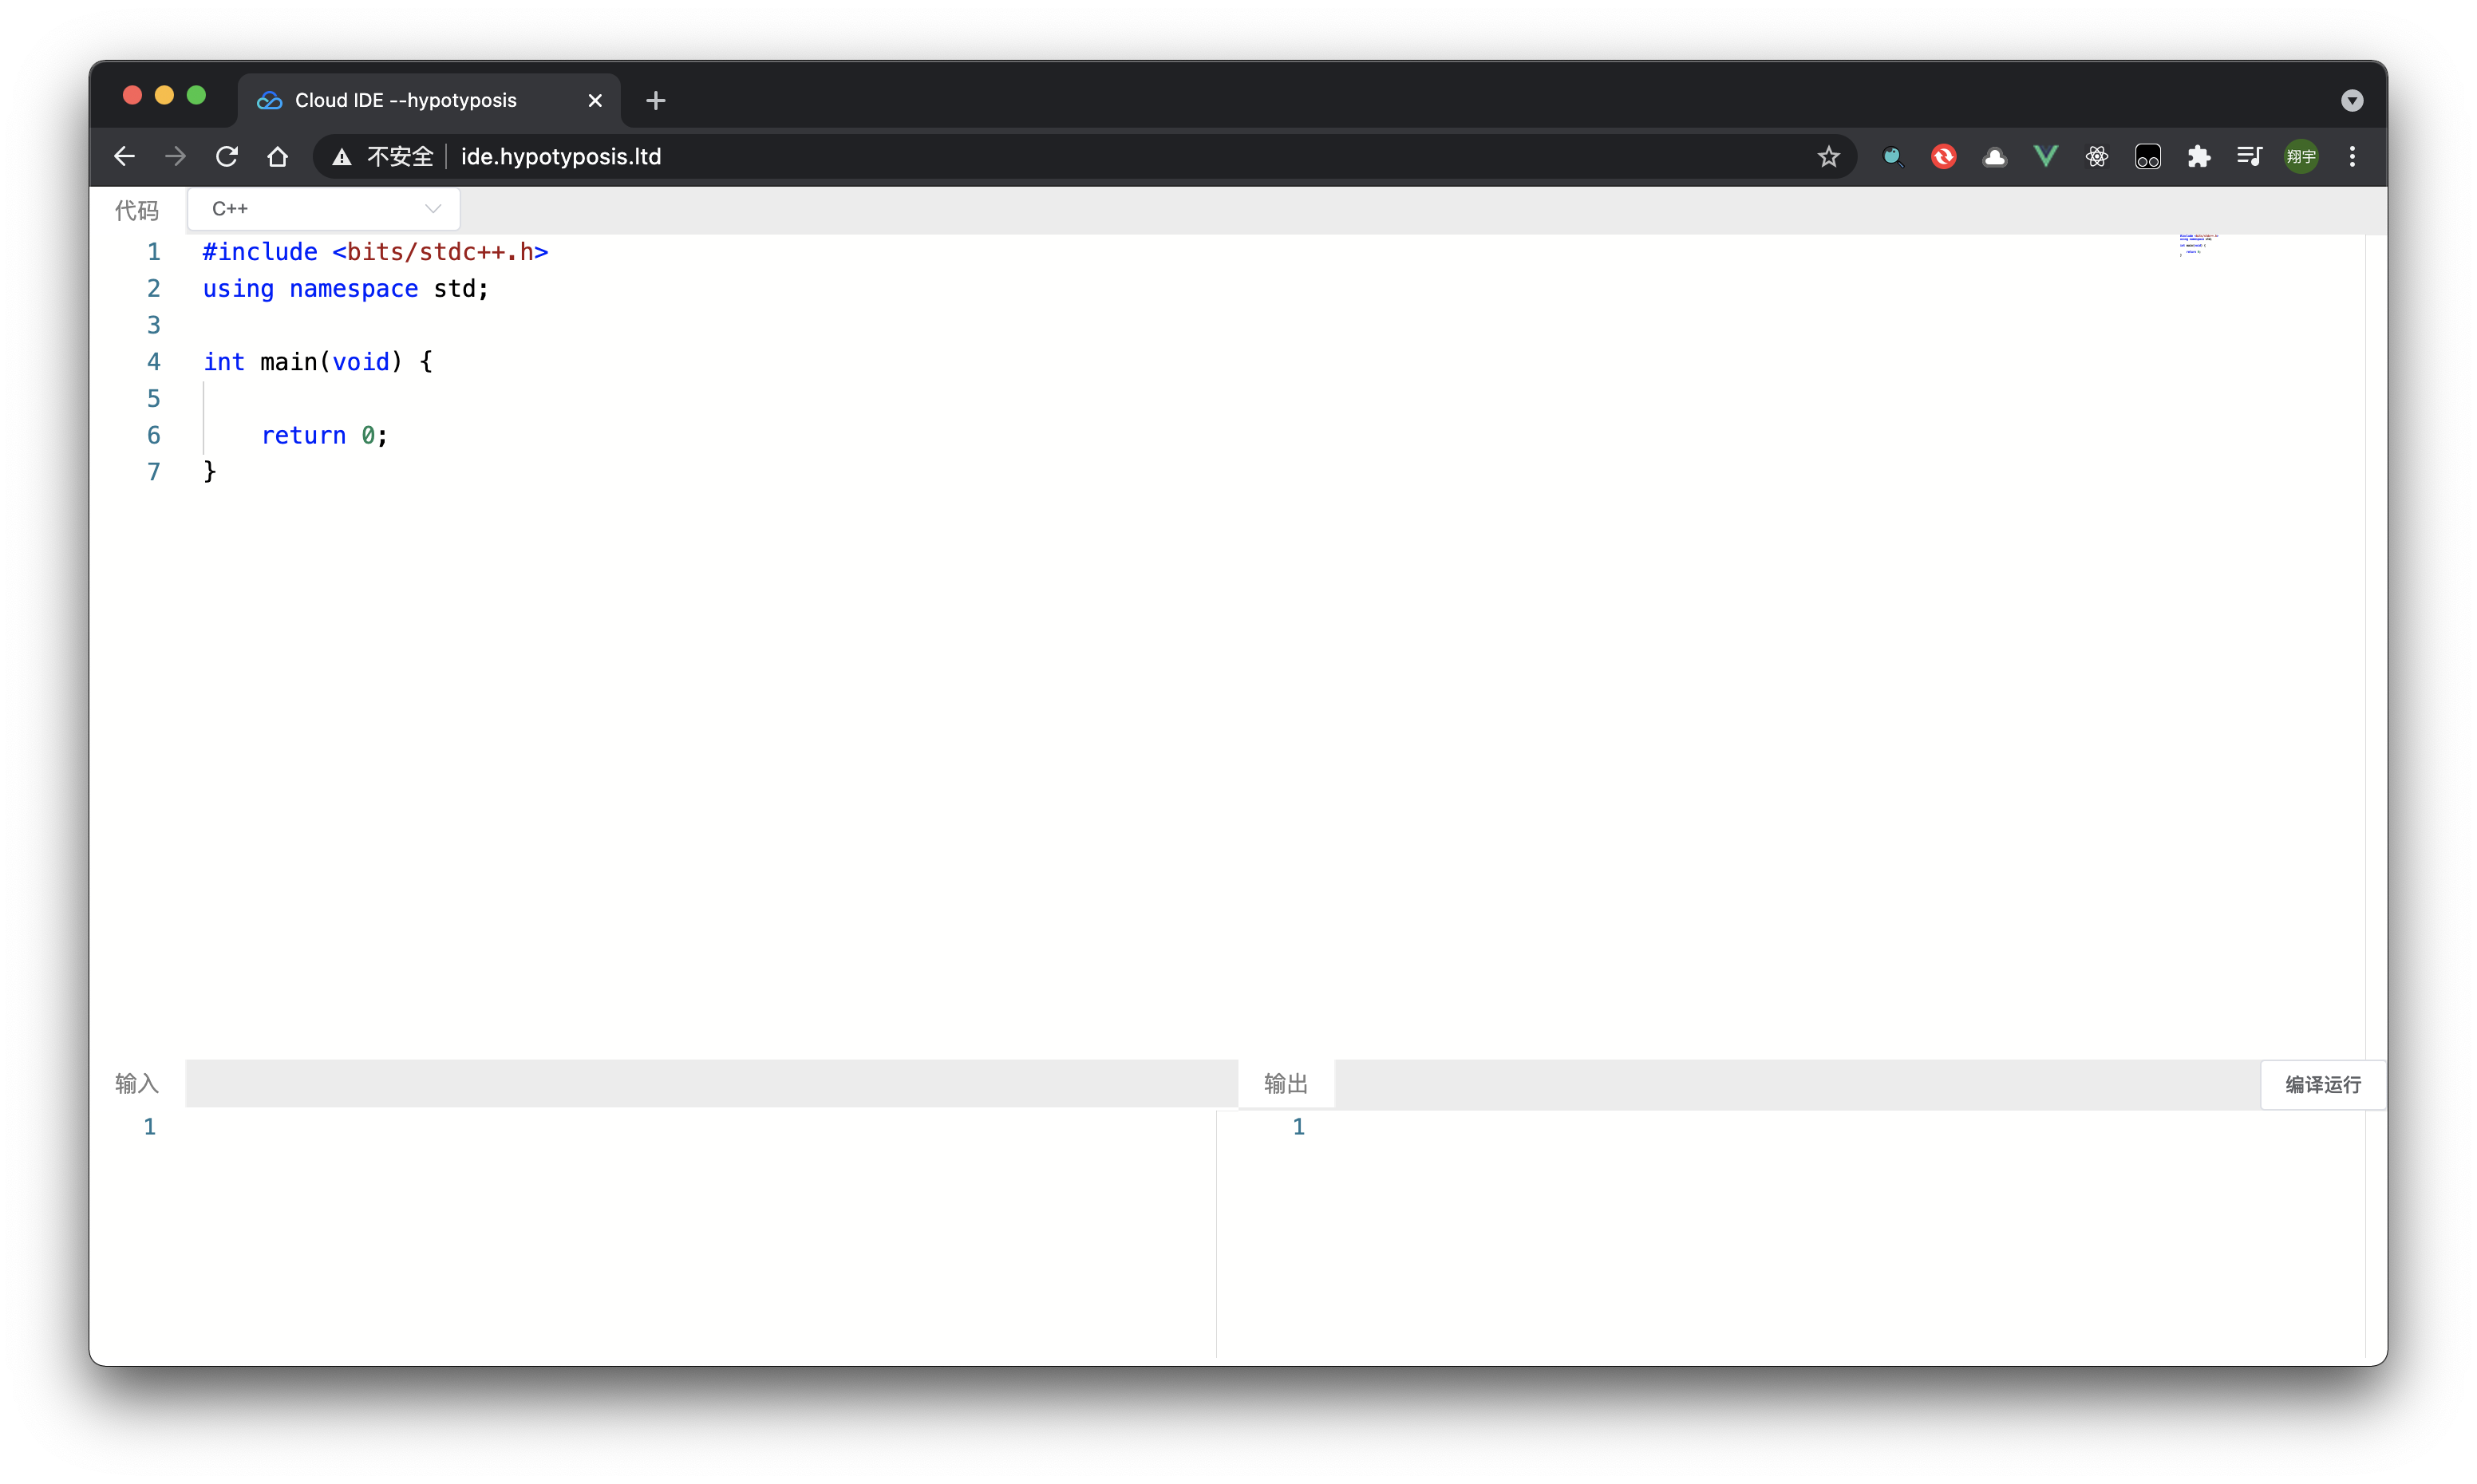 Cloud IDE --hypotyposis
不安全 ide.hypotyposis.ltd 翔宇
代码 C++
1 #include <bits/stdc++.h>
2 using namespace std;
3
4 int main(void) {
5
6     return 0;
7 }
输入 输出 编译运行
1 1